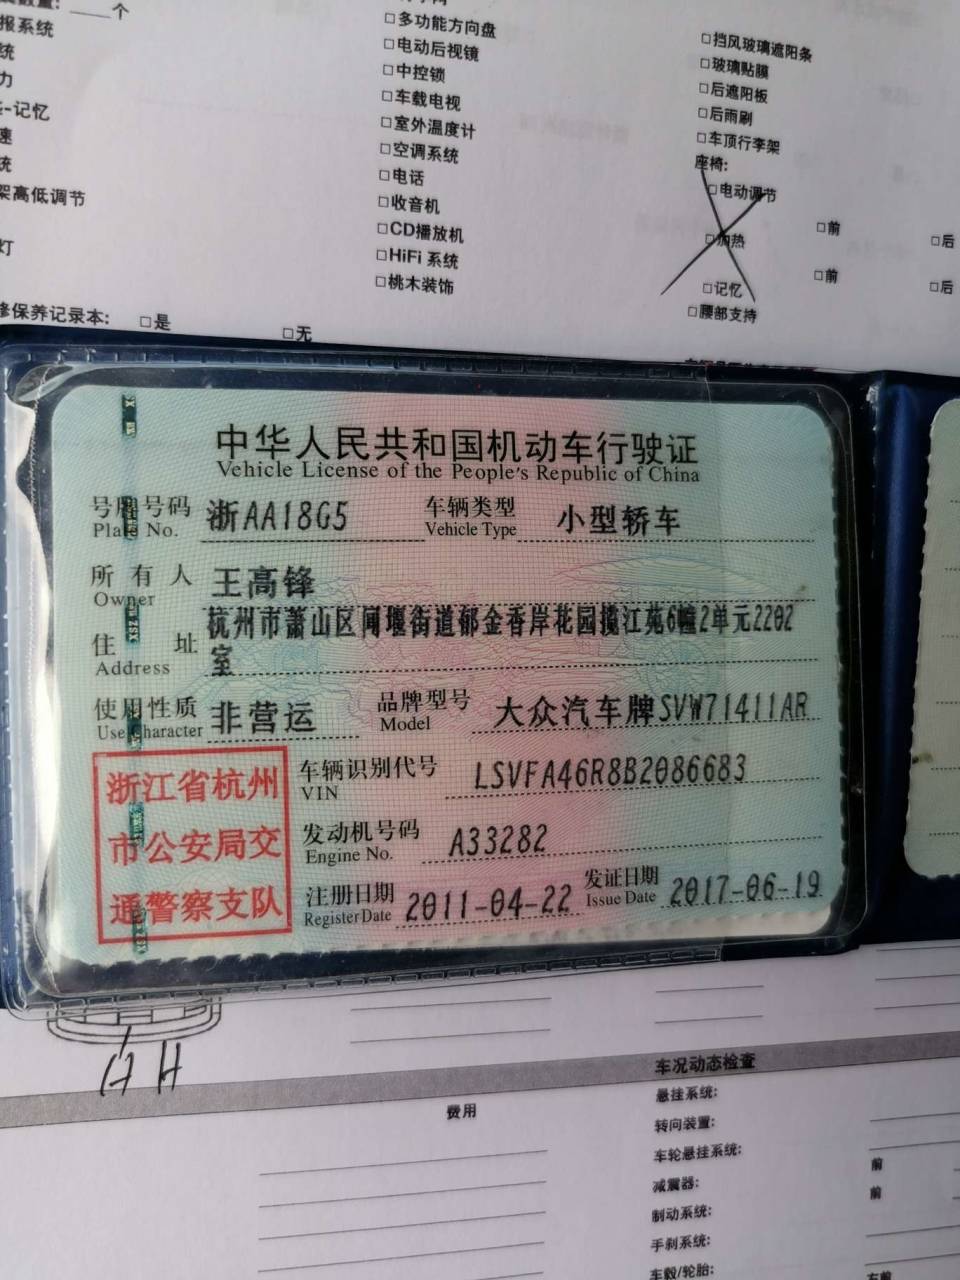 个
报系统
统
力
-记忆
速
统
架高低调节
灯
修保养记录本: □是 □无
□多功能方向盘
□电动后视镜
□中控锁
□车载电视
□室外温度计
□空调系统
□电话
□收音机
□CD播放机
□HiFi 系统
□桃木装饰
□挡风玻璃遮阳条
□玻璃贴膜
□后遮阳板
□后雨刷
□车顶行李架
座椅:
□电动调节
□加热 □前 □后
□记忆 □前 □后
□腰部支持
中华人民共和国机动车行驶证
Vehicle License of the People's Republic of China
号牌号码 浙AA18G5 车辆类型 小型轿车
Plate No. Vehicle Type
所有人 王高锋
Owner
住址 杭州市萧山区闻堰街道郁金香岸花园揽江苑6幢2单元2202
室
Address
使用性质 非营运 品牌型号 大众汽车牌SVW71411AR
Use Character Model
浙江省杭州
市公安局交
通警察支队
车辆识别代号 LSVFA46R8B2086683
VIN
发动机号码 A33282
Engine No.
注册日期 2011-04-22 发证日期 2017-06-19
Register Date Issue Date
费用
车况动态检查
悬挂系统:
转向装置:
车轮悬挂系统:
前
减震器:
前
制动系统:
手刹系统:
车毂/轮胎:
右前